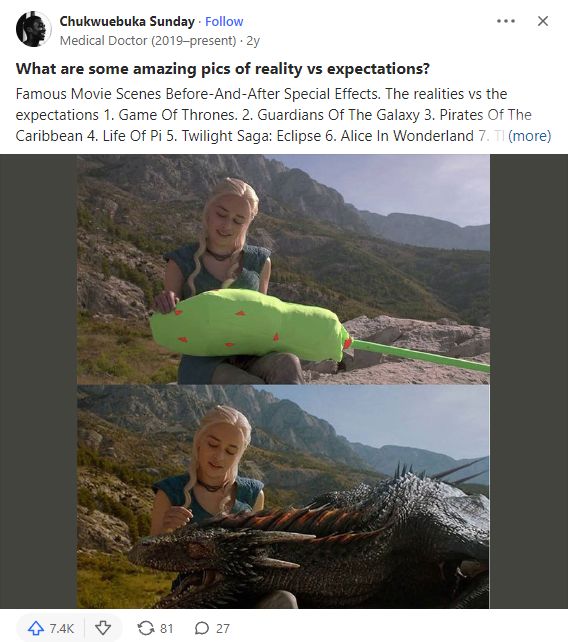 Chukwuebuka Sunday · Follow
Medical Doctor (2019–present) · 2y
What are some amazing pics of reality vs expectations?
Famous Movie Scenes Before-And-After Special Effects. The realities vs the
expectations 1. Game Of Thrones. 2. Guardians Of The Galaxy 3. Pirates Of The
Caribbean 4. Life Of Pi 5. Twilight Saga: Eclipse 6. Alice In Wonderland 7. (more)
7.4K 81 27